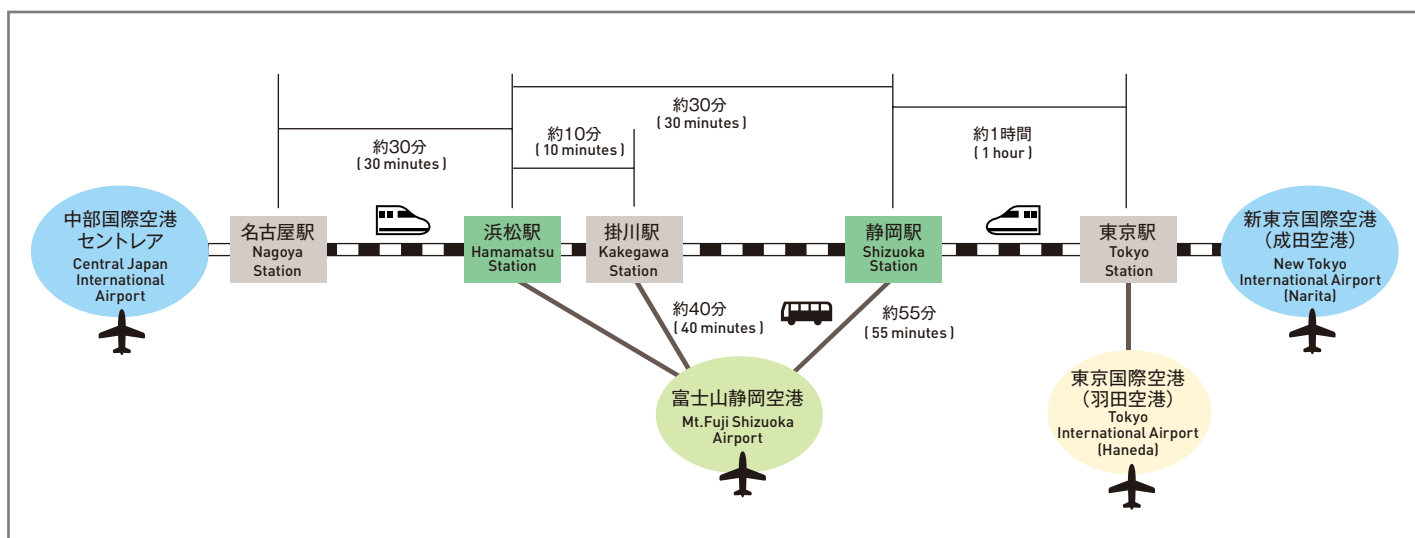 約30分
( 30 minutes )
約10分
( 10 minutes )
約30分
( 30 minutes )
約1時間
( 1 hour )
中部国際空港
セントレア
Central Japan
International
Airport
名古屋駅
Nagoya
Station
浜松駅
Hamamatsu
Station
掛川駅
Kakegawa
Station
静岡駅
Shizuoka
Station
東京駅
Tokyo
Station
新東京国際空港
（成田空港）
New Tokyo
International Airport
(Narita)
約40分
( 40 minutes )
約55分
( 55 minutes )
富士山静岡空港
Mt.Fuji Shizuoka
Airport
東京国際空港
（羽田空港）
Tokyo
International Airport
(Haneda)